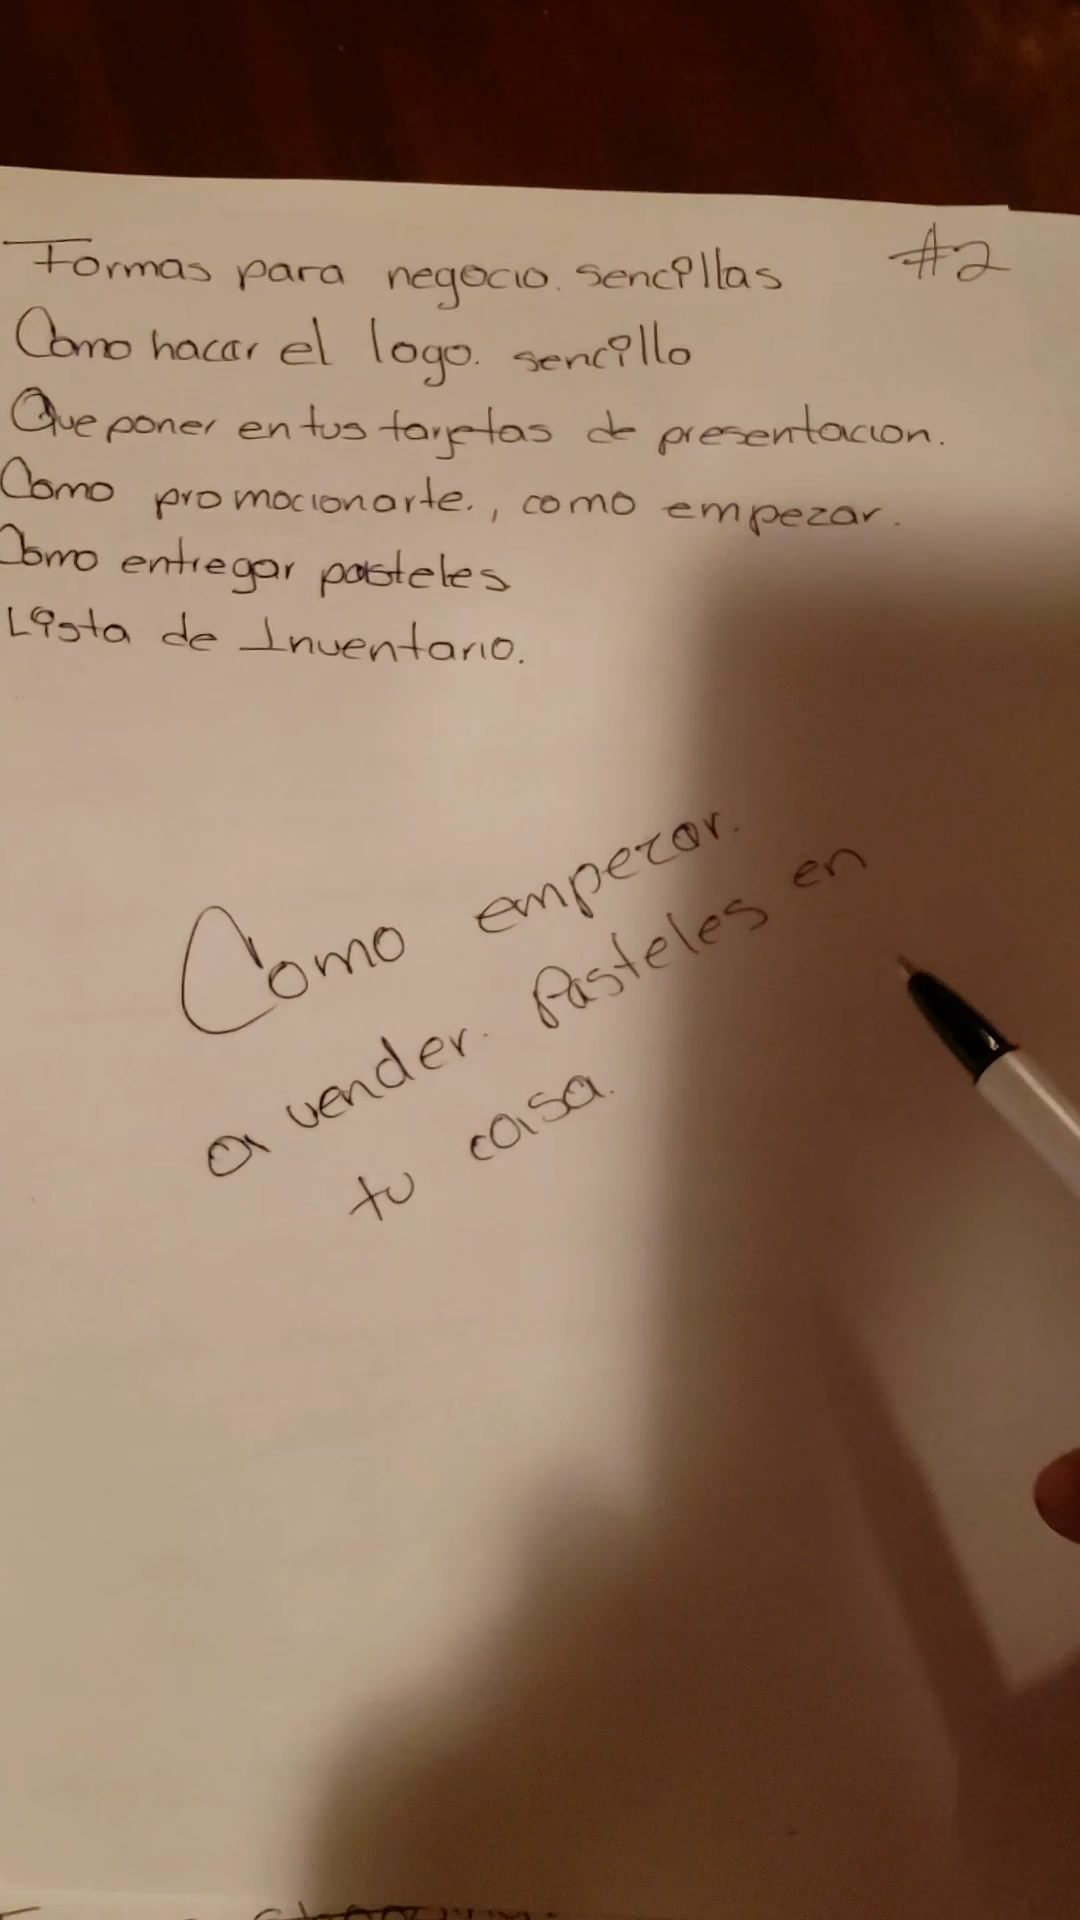 Formas para negocio. sencillas #2
Como hacar el logo. sencillo
Que poner en tus tarjetas de presentacion.
Como promocionarte., como empezar.
Como entregar pasteles
Lista de Inventario.
Como empezar.
a vender. Pasteles en
tu casa.